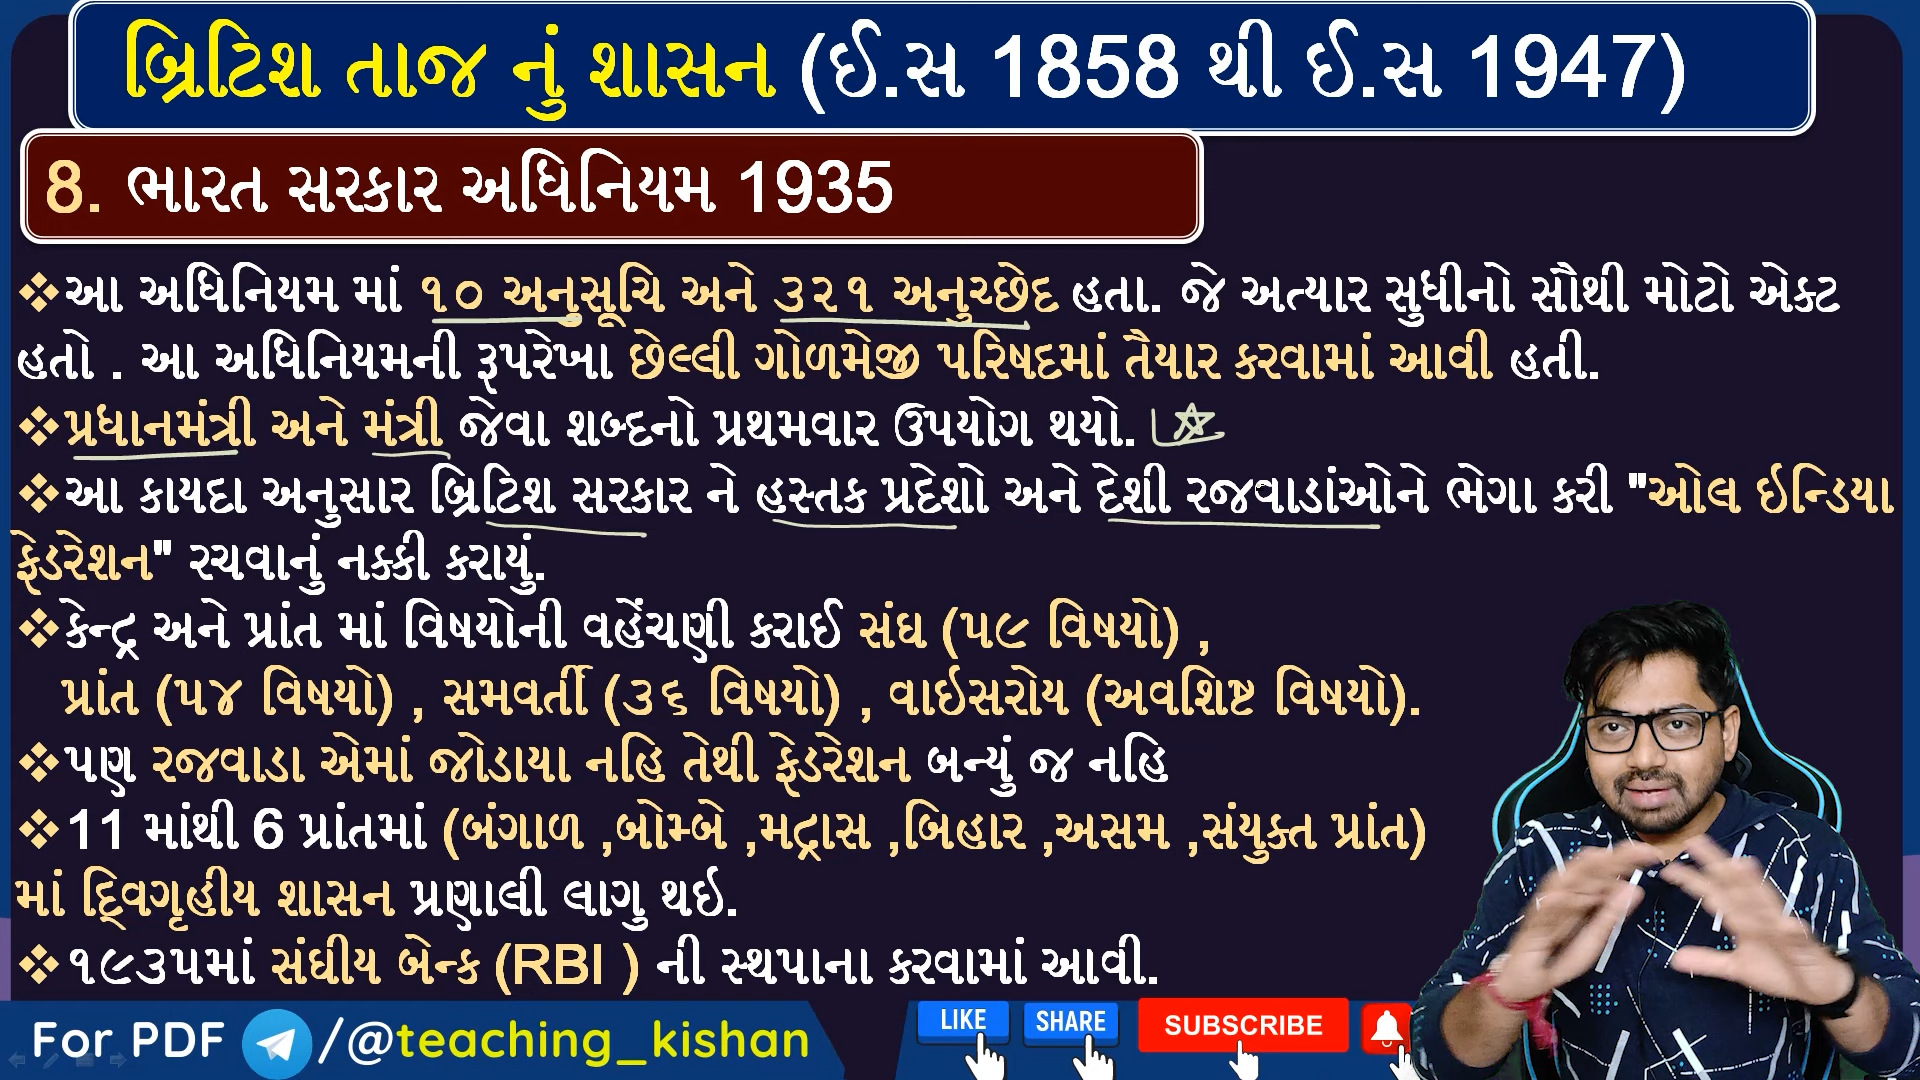 બ્રિટિશ તાજ નું શાસન (ઈ.સ 1858 થી ઈ.સ 1947)
8. ભારત સરકાર અધિનિયમ 1935
❖આ અધિનિયમ માં ૧૦ અનુસૂચિ અને ૩૨૧ અનુચ્છેદ હતા. જે અત્યાર સુધીનો સૌથી મોટો એક્ટ
હતો . આ અધિનિયમની રૂપરેખા છેલ્લી ગોળમેજી પરિષદમાં તૈયાર કરવામાં આવી હતી.
❖પ્રધાનમંત્રી અને મંત્રી જેવા શબ્દનો પ્રથમવાર ઉપયોગ થયો.
❖આ કાયદા અનુસાર બ્રિટિશ સરકાર ને હસ્તક પ્રદેશો અને દેશી રજવાડાંઓને ભેગા કરી "ઓલ ઇન્ડિયા
ફેડરેશન" રચવાનું નક્કી કરાયું.
❖કેન્દ્ર અને પ્રાંત માં વિષયોની વહેંચણી કરાઈ સંઘ (૫૯ વિષયો) ,
પ્રાંત (૫૪ વિષયો) , સમવર્તી (૩૬ વિષયો) , વાઇસરોય (અવશિષ્ટ વિષયો).
❖પણ રજવાડા એમાં જોડાયા નહિ તેથી ફેડરેશન બન્યું જ નહિ
❖11 માંથી 6 પ્રાંતમાં (બંગાળ ,બોમ્બે ,મદ્રાસ ,બિહાર ,અસમ ,સંયુક્ત પ્રાંત)
માં દ્વિગૃહીય શાસન પ્રણાલી લાગુ થઇ.
❖૧૯૩૫માં સંઘીય બેન્ક (RBI ) ની સ્થપાના કરવામાં આવી.
For PDF /@teaching_kishan LIKE SHARE SUBSCRIBE